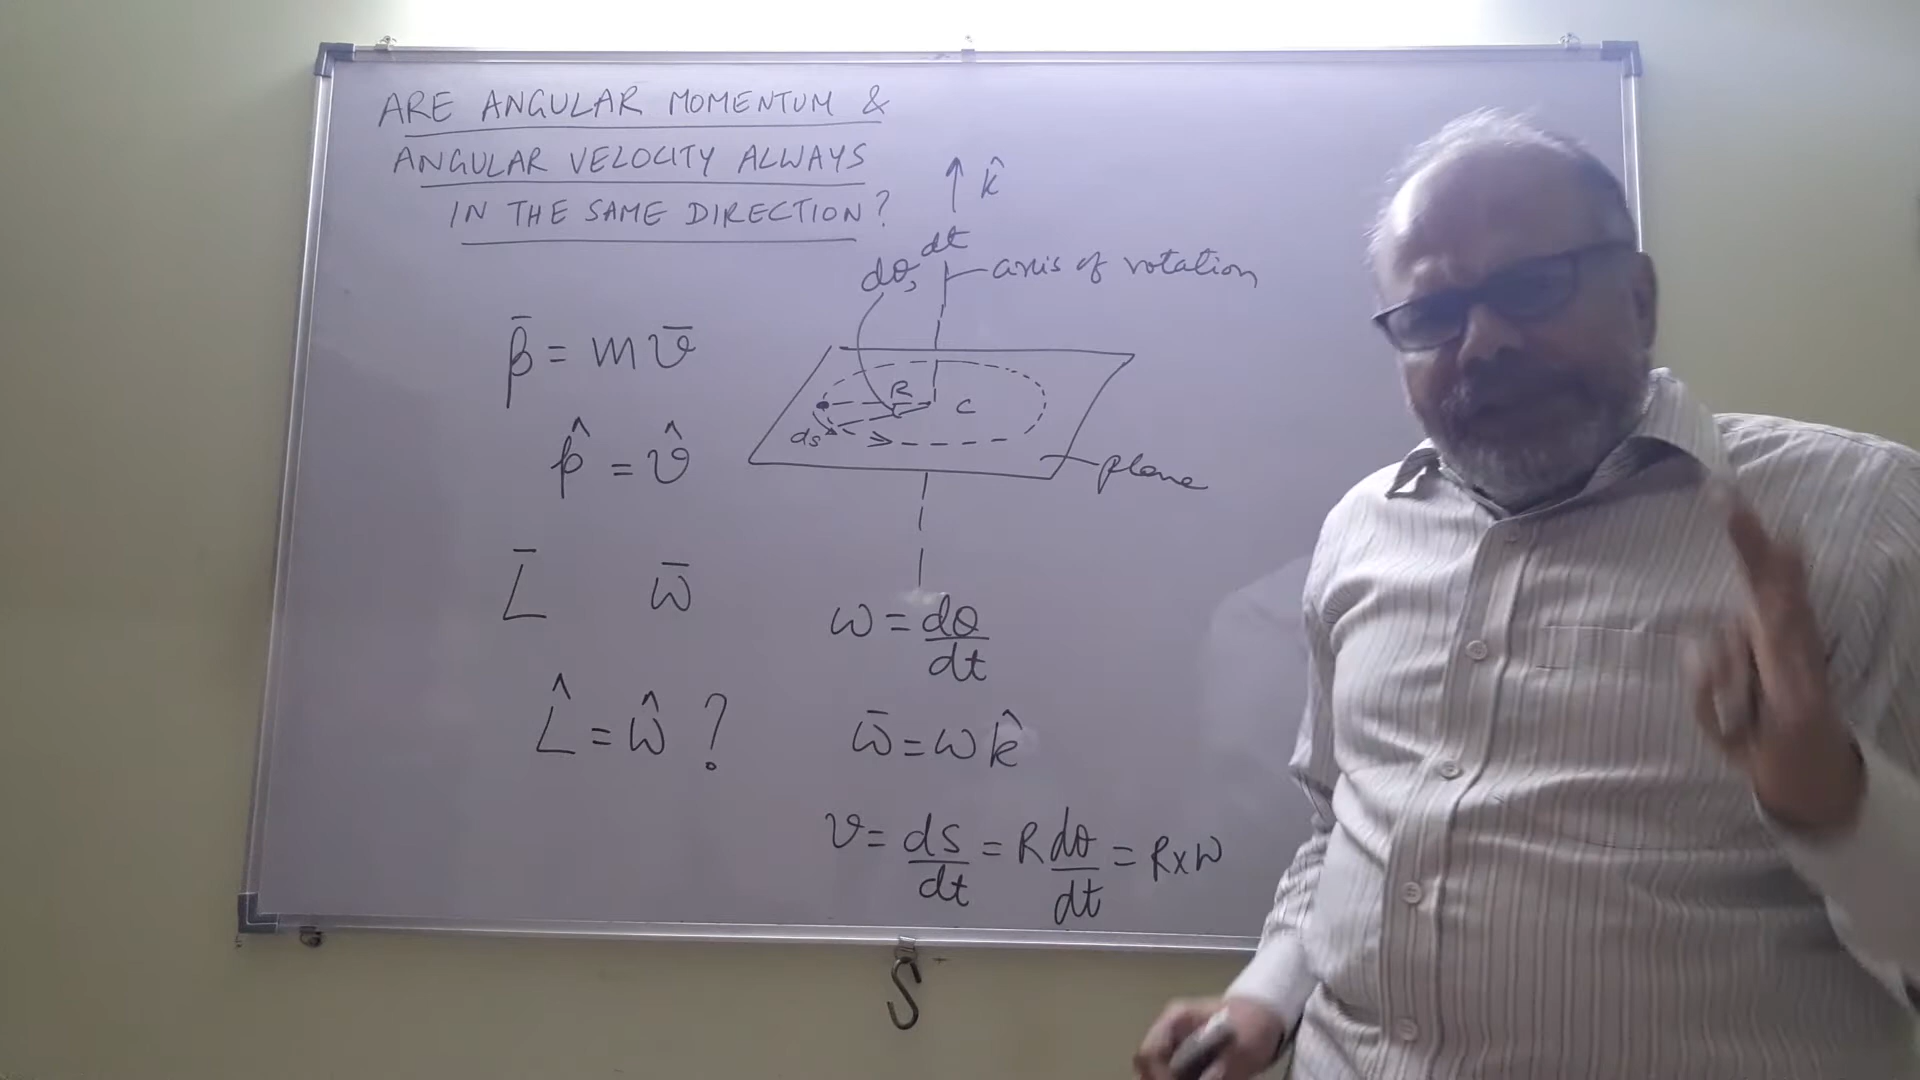 ARE ANGULAR MOMENTUM &
ANGULAR VELOCITY ALWAYS
IN THE SAME DIRECTION?
k̂
dθ, dt
axis of rotation
p̄ = m v̄
R
C
ds
plane
p̂ = v̂
L̄ ω̄
ω = dθ/dt
L̂ = ω̂ ?
ω̄ = ω k̂
v = ds/dt = R dθ/dt = R×ω